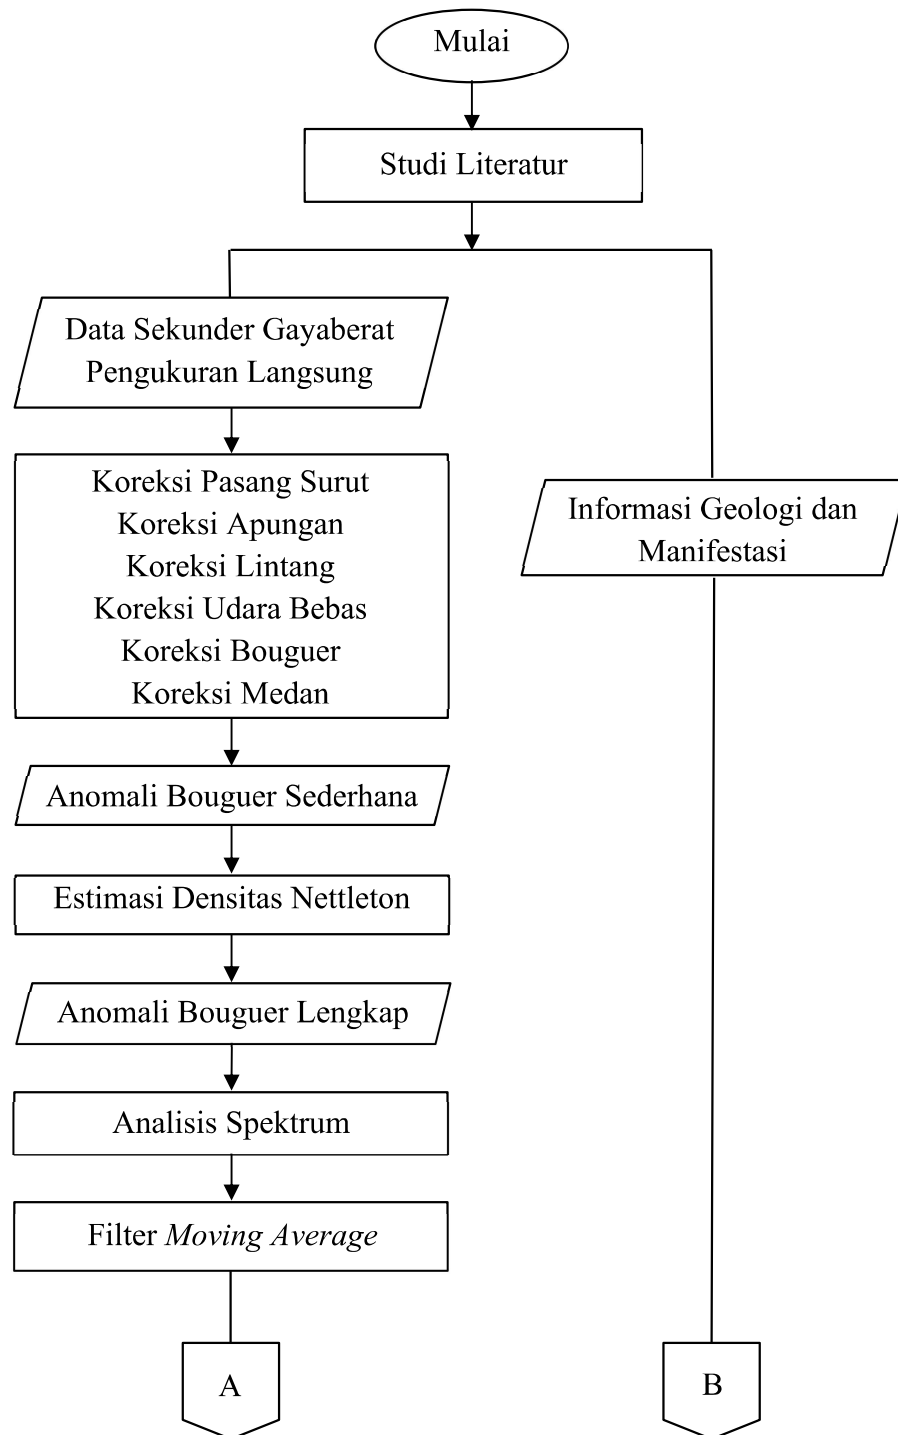 Mulai
Studi Literatur
Data Sekunder Gayaberat
Pengukuran Langsung
Koreksi Pasang Surut
Koreksi Apungan
Koreksi Lintang
Koreksi Udara Bebas
Koreksi Bouguer
Koreksi Medan
Informasi Geologi dan
Manifestasi
Anomali Bouguer Sederhana
Estimasi Densitas Nettleton
Anomali Bouguer Lengkap
Analisis Spektrum
Filter Moving Average
A
B